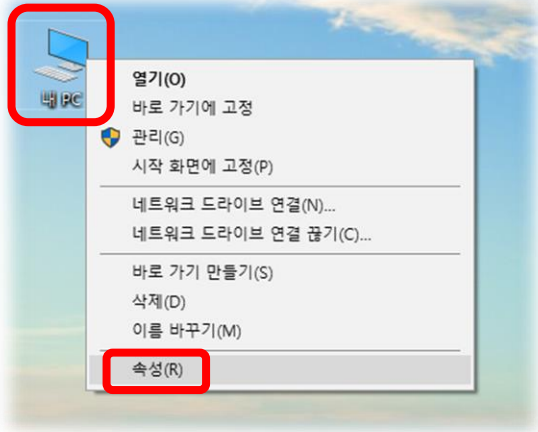 내 PC
열기(O)
바로 가기에 고정
관리(G)
시작 화면에 고정(P)
네트워크 드라이브 연결(N)...
네트워크 드라이브 연결 끊기(C)...
바로 가기 만들기(S)
삭제(D)
이름 바꾸기(M)
속성(R)